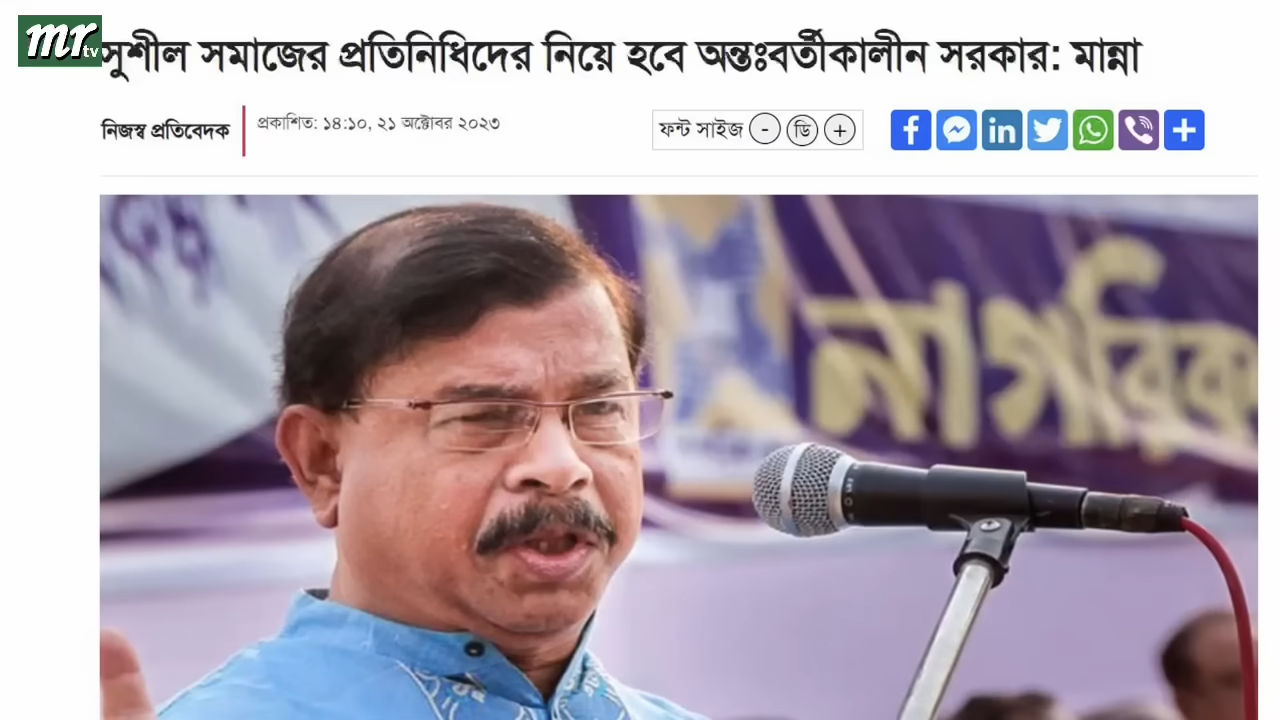 mr tv
সুশীল সমাজের প্রতিনিধিদের নিয়ে হবে অন্তঃবর্তীকালীন সরকার: মান্না
নিজস্ব প্রতিবেদক
প্রকাশিত: ১৪:১০, ২১ অক্টোবর ২০২৩
ফন্ট সাইজ - ডি +
নাগরিক